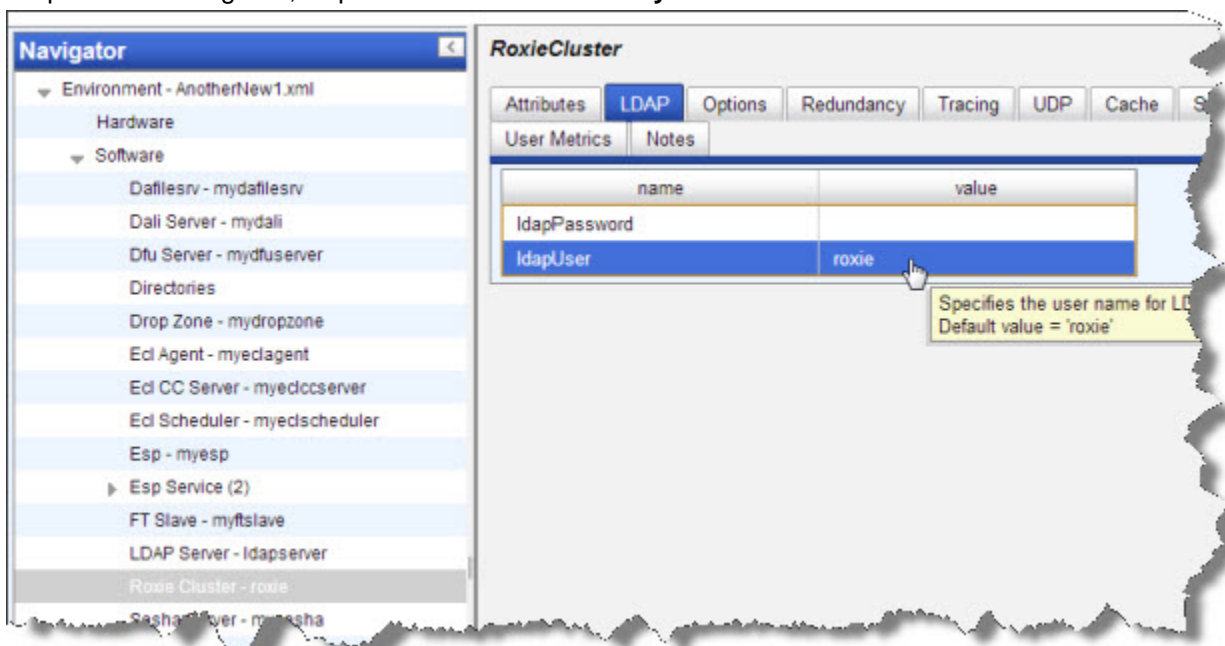 Navigator
Environment - AnotherNew1.xml
Hardware
Software
Dafilesrv - mydafilesrv
Dali Server - mydali
Dfu Server - mydfuserver
Directories
Drop Zone - mydropzone
Ecl Agent - myeclagent
Ecl CC Server - myeclccserver
Ecl Scheduler - myeclscheduler
Esp - myesp
Esp Service (2)
FT Slave - myftslave
LDAP Server - ldapserver
Roxie Cluster - roxie
RoxieCluster
Attributes LDAP Options Redundancy Tracing UDP Cache
User Metrics Notes
name value
ldapPassword
ldapUser roxie
Specifies the user name for
Default value = 'roxie'